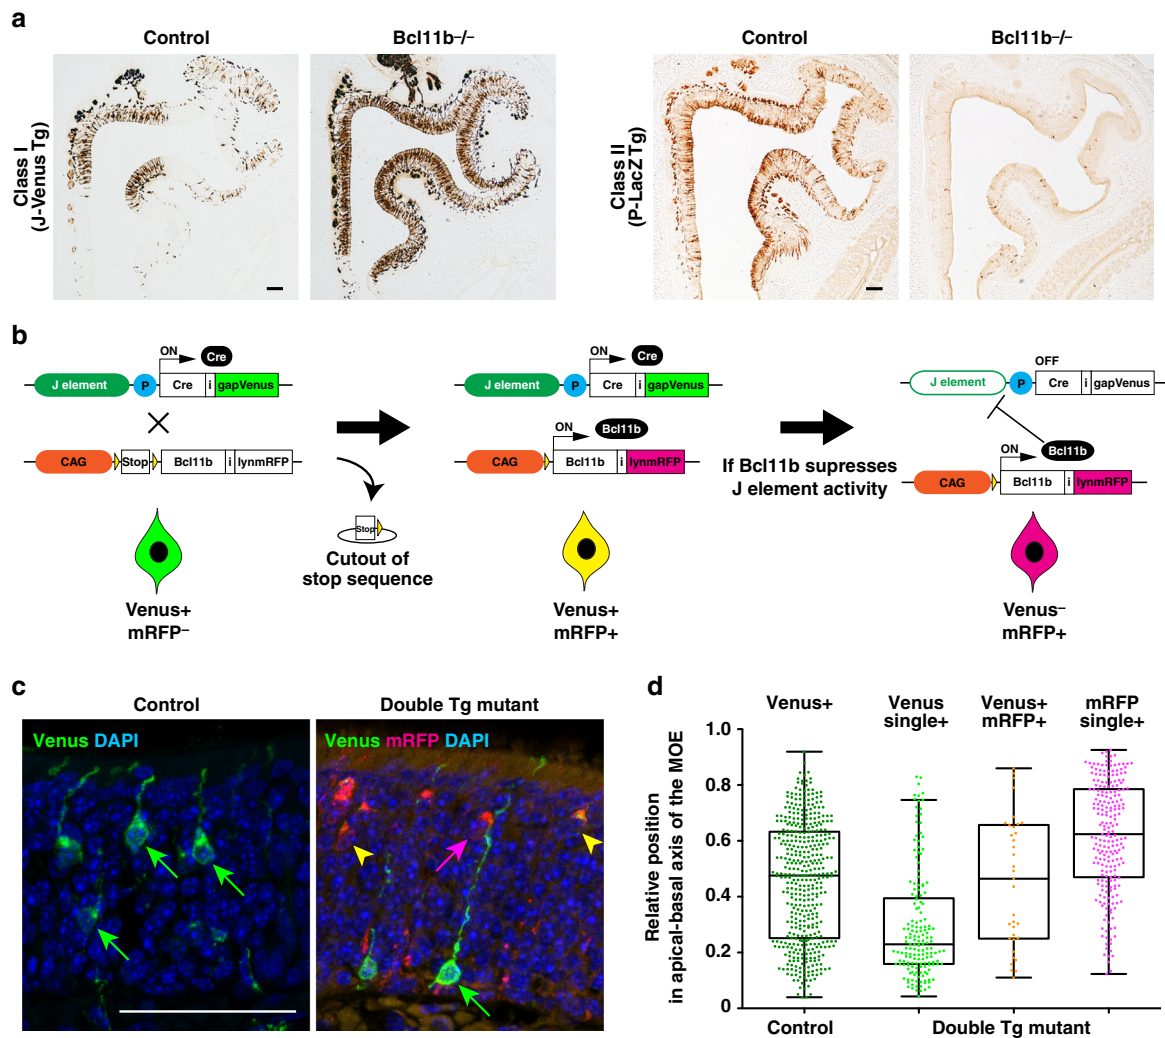 a
Control
Bcl11b–/–
Control
Bcl11b–/–
Class I
(J-Venus Tg)
Class II
(P-LacZ Tg)
b
ON
Cre
J element
P
Cre
i
gapVenus
CAG
Stop
Bcl11b
i
lynmRFP
Venus+
mRFP–
Stop
Cutout of
stop sequence
ON
Cre
J element
P
Cre
i
gapVenus
ON
Bcl11b
CAG
Bcl11b
i
lynmRFP
Venus+
mRFP+
If Bcl11b supresses
J element activity
OFF
J element
P
Cre
i
gapVenus
ON
Bcl11b
CAG
Bcl11b
i
lynmRFP
Venus–
mRFP+
c
Control
Double Tg mutant
Venus DAPI
Venus mRFP DAPI
d
Venus+
Venus
single+
Venus+
mRFP+
mRFP
single+
Relative position
in apical-basal axis of the MOE
1.0
0.8
0.6
0.4
0.2
0
Control
Double Tg mutant